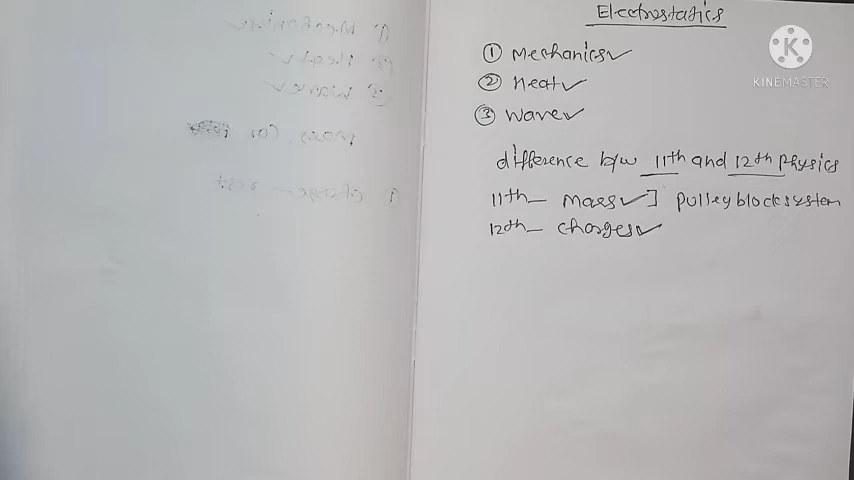 Electrostatics
① Mechanics✓
② Heat✓
③ Wave✓
difference b/w 11th and 12th physics
11th — mass✓] pulley block system
12th — charges✓
K
KINEMASTER